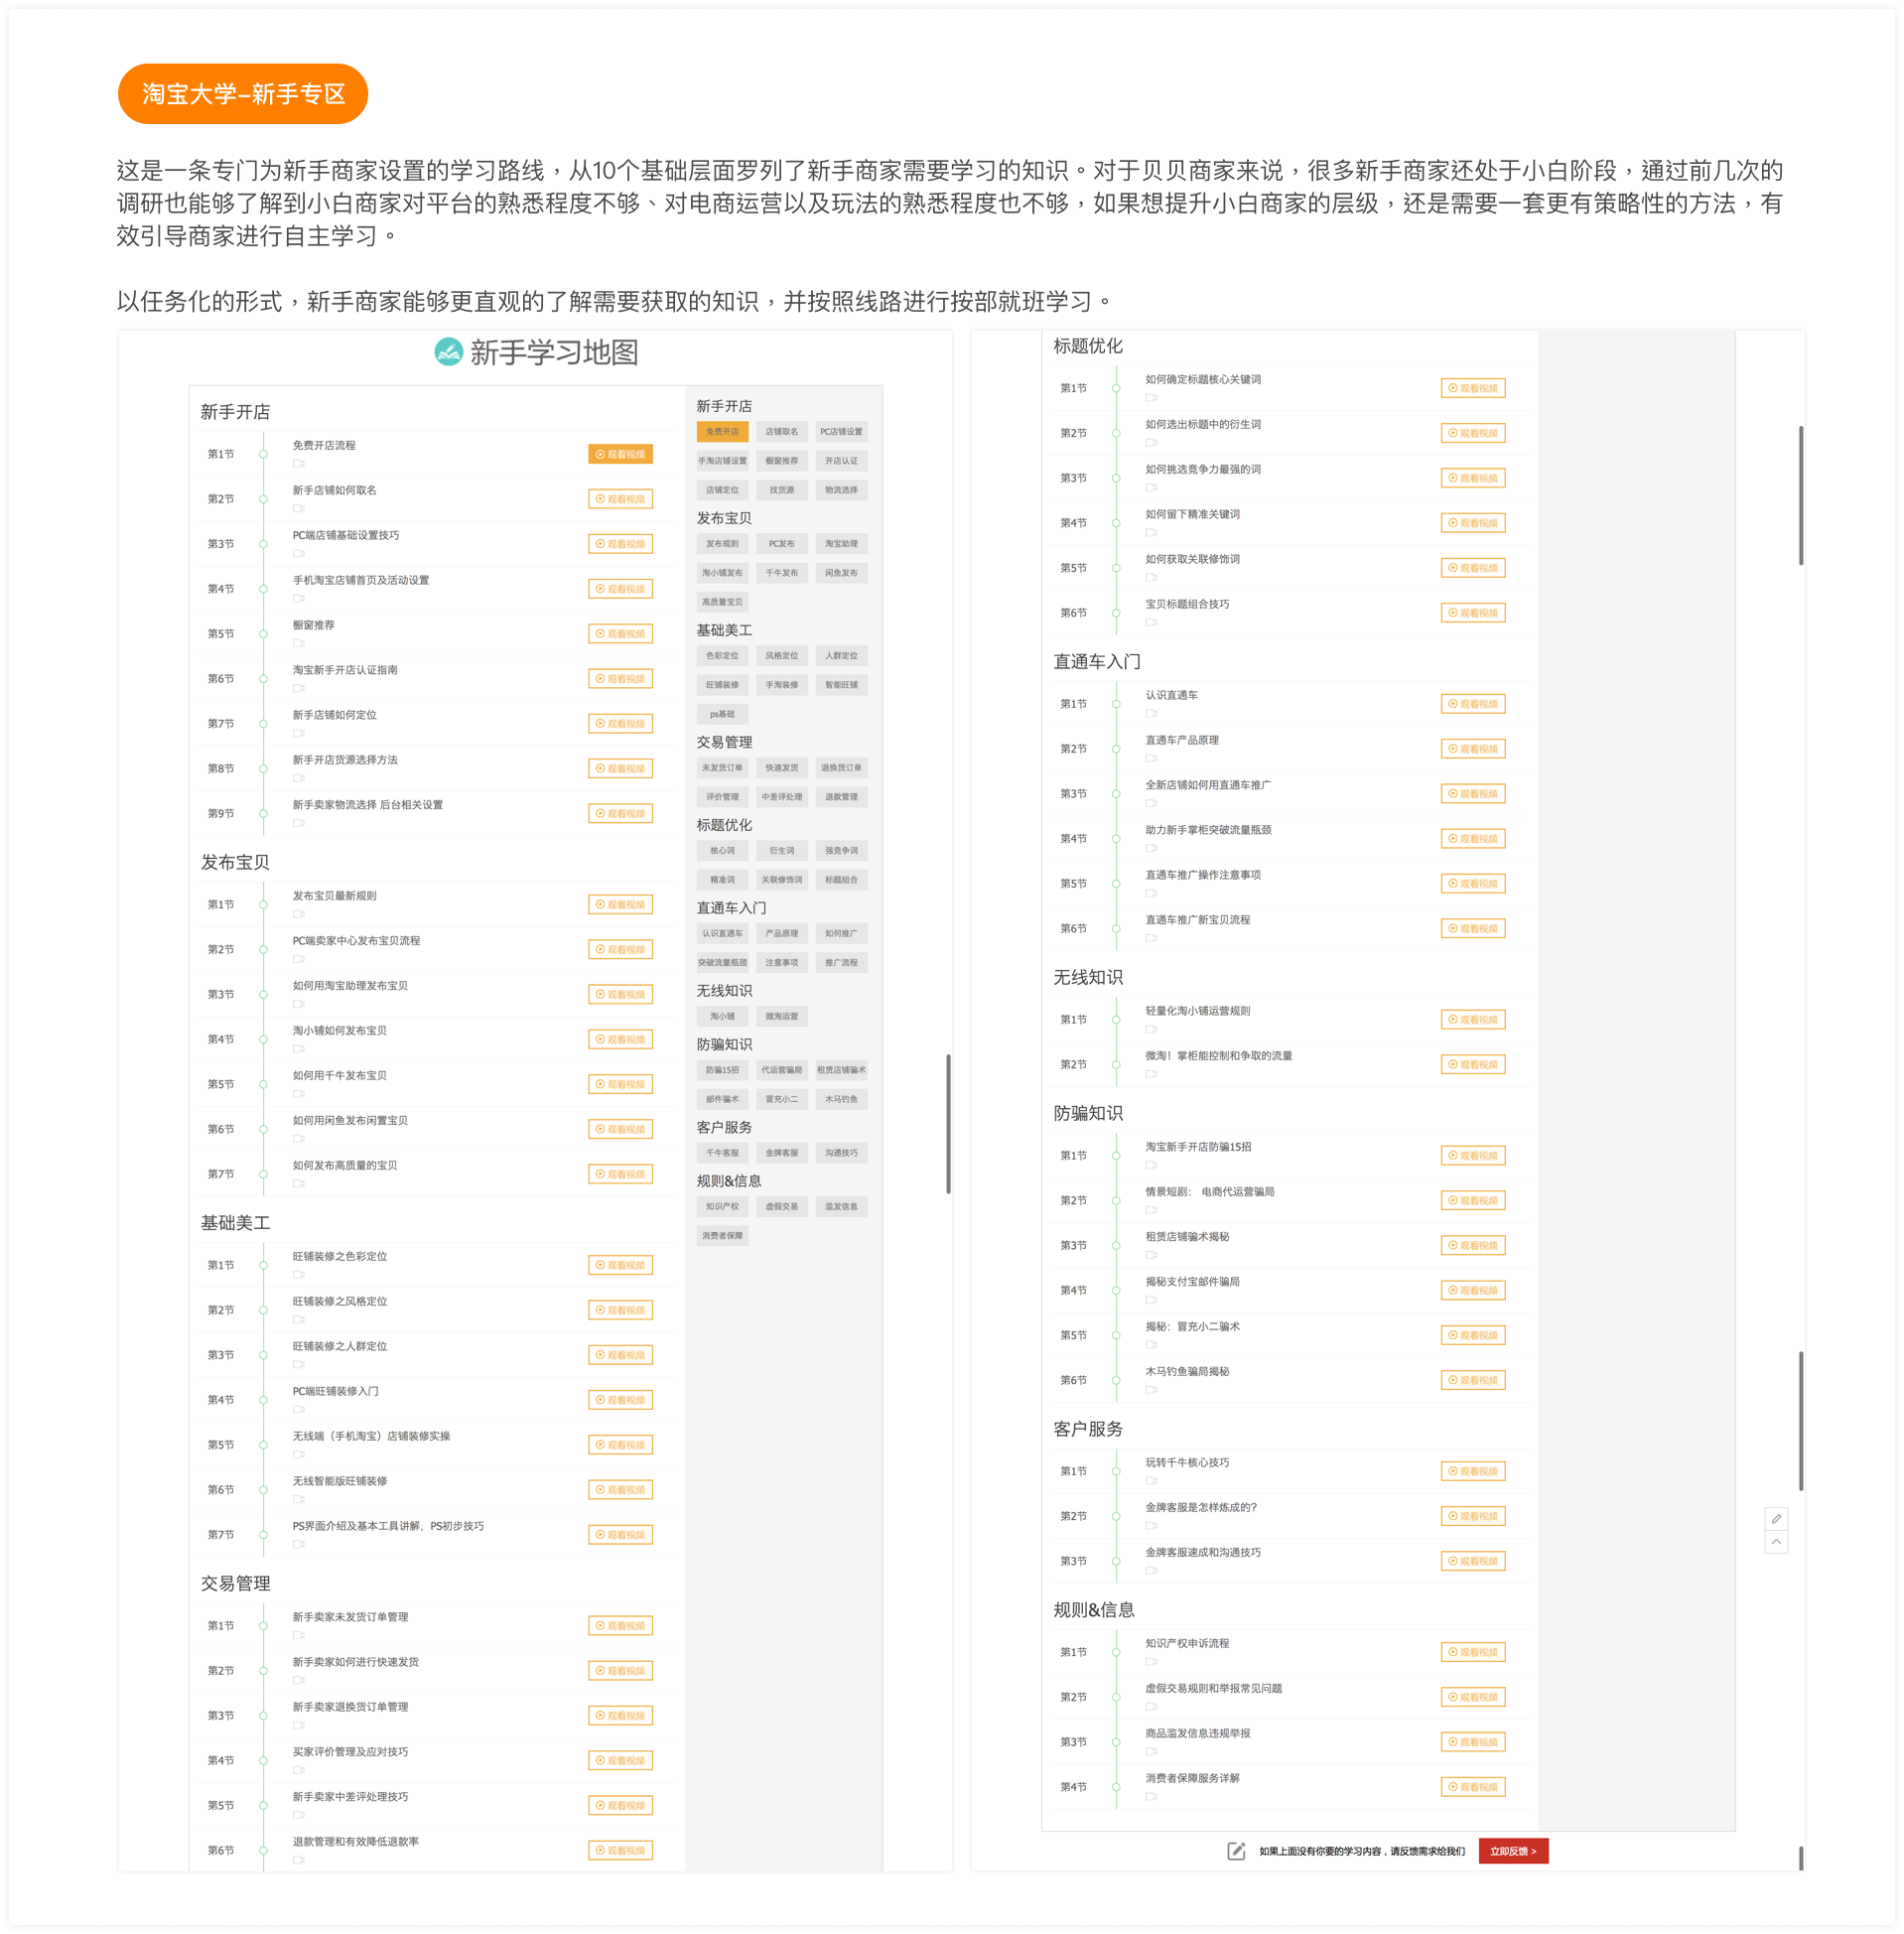 淘宝大学–新手专区
这是一条专门为新手商家设置的学习路线，从10个基础层面罗列了新手商家需要学习的知识。对于贝贝商家来说，很多新手商家还处于小白阶段，通过前几次的
调研也能够了解到小白商家对平台的熟悉程度不够、对电商运营以及玩法的熟悉程度也不够，如果想提升小白商家的层级，还是需要一套更有策略性的方法，有
效引导商家进行自主学习。
以任务化的形式，新手商家能够更直观的了解需要获取的知识，并按照线路进行按部就班学习。
新手学习地图
新手开店
第1节 免费开店流程 观看视频
第2节 新手店铺如何取名 观看视频
第3节 PC端店铺基础设置技巧 观看视频
第4节 手机淘宝店铺首页及活动设置 观看视频
第5节 橱窗推荐 观看视频
第6节 淘宝新手开店认证指南 观看视频
第7节 新手店铺如何定位 观看视频
第8节 新手开店货源选择方法 观看视频
第9节 新手卖家物流选择 后台相关设置 观看视频
发布宝贝
第1节 发布宝贝最新规则 观看视频
第2节 PC端卖家中心发布宝贝流程 观看视频
第3节 如何用淘宝助理发布宝贝 观看视频
第4节 淘小铺如何发布宝贝 观看视频
第5节 如何用千牛发布宝贝 观看视频
第6节 如何用闲鱼发布闲置宝贝 观看视频
第7节 如何发布高质量的宝贝 观看视频
基础美工
第1节 旺铺装修之色彩定位 观看视频
第2节 旺铺装修之风格定位 观看视频
第3节 旺铺装修之人群定位 观看视频
第4节 PC端旺铺装修入门 观看视频
第5节 无线端（手机淘宝）店铺装修实操 观看视频
第6节 无线智能版旺铺装修 观看视频
第7节 PS界面介绍及基本工具讲解，PS初步技巧 观看视频
交易管理
第1节 新手卖家未发货订单管理 观看视频
第2节 新手卖家如何进行快速发货 观看视频
第3节 新手卖家退换货订单管理 观看视频
第4节 买家评价管理及应对技巧 观看视频
第5节 新手卖家中差评处理技巧 观看视频
第6节 退款管理和有效降低退款率 观看视频
新手开店
免费开店 店铺取名 PC店铺设置
手淘店铺设置 橱窗推荐 开店认证
店铺定位 找货源 物流选择
发布宝贝
发布规则 PC发布 淘宝助理
淘小铺发布 千牛发布 闲鱼发布
高质量宝贝
基础美工
色彩定位 风格定位 人群定位
旺铺装修 手淘装修 智能旺铺
ps基础
交易管理
未发货订单 快速发货 退换货订单
评价管理 中差评处理 退款管理
标题优化
核心词 衍生词 强竞争词
精准词 关联修饰词 标题组合
直通车入门
认识直通车 产品原理 如何推广
突破流量瓶颈 注意事项 推广流程
无线知识
淘小铺 微淘运营
防骗知识
防骗15招 代运营骗局 租赁店铺骗术
邮件骗术 冒充小二 木马钓鱼
客户服务
千牛客服 金牌客服 沟通技巧
规则&信息
知识产权 虚假交易 滥发信息
消费者保障
标题优化
第1节 如何确定标题核心关键词 观看视频
第2节 如何选出标题中的衍生词 观看视频
第3节 如何挑选竞争力最强的词 观看视频
第4节 如何留下精准关键词 观看视频
第5节 如何获取关联修饰词 观看视频
第6节 宝贝标题组合技巧 观看视频
直通车入门
第1节 认识直通车 观看视频
第2节 直通车产品原理 观看视频
第3节 全新店铺如何用直通车推广 观看视频
第4节 助力新手掌柜突破流量瓶颈 观看视频
第5节 直通车推广操作注意事项 观看视频
第6节 直通车推广新宝贝流程 观看视频
无线知识
第1节 轻量化淘小铺运营规则 观看视频
第2节 微淘！掌柜能控制和争取的流量 观看视频
防骗知识
第1节 淘宝新手开店防骗15招 观看视频
第2节 情景短剧： 电商代运营骗局 观看视频
第3节 租赁店铺骗术揭秘 观看视频
第4节 揭秘支付宝邮件骗局 观看视频
第5节 揭秘：冒充小二骗术 观看视频
第6节 木马钓鱼骗局揭秘 观看视频
客户服务
第1节 玩转千牛核心技巧 观看视频
第2节 金牌客服是怎样炼成的？ 观看视频
第3节 金牌客服速成和沟通技巧 观看视频
规则&信息
第1节 知识产权申诉流程 观看视频
第2节 虚假交易规则和举报常见问题 观看视频
第3节 商品滥发信息违规举报 观看视频
第4节 消费者保障服务详解 观看视频
如果上面没有你要的学习内容，请反馈需求给我们 立即反馈 >